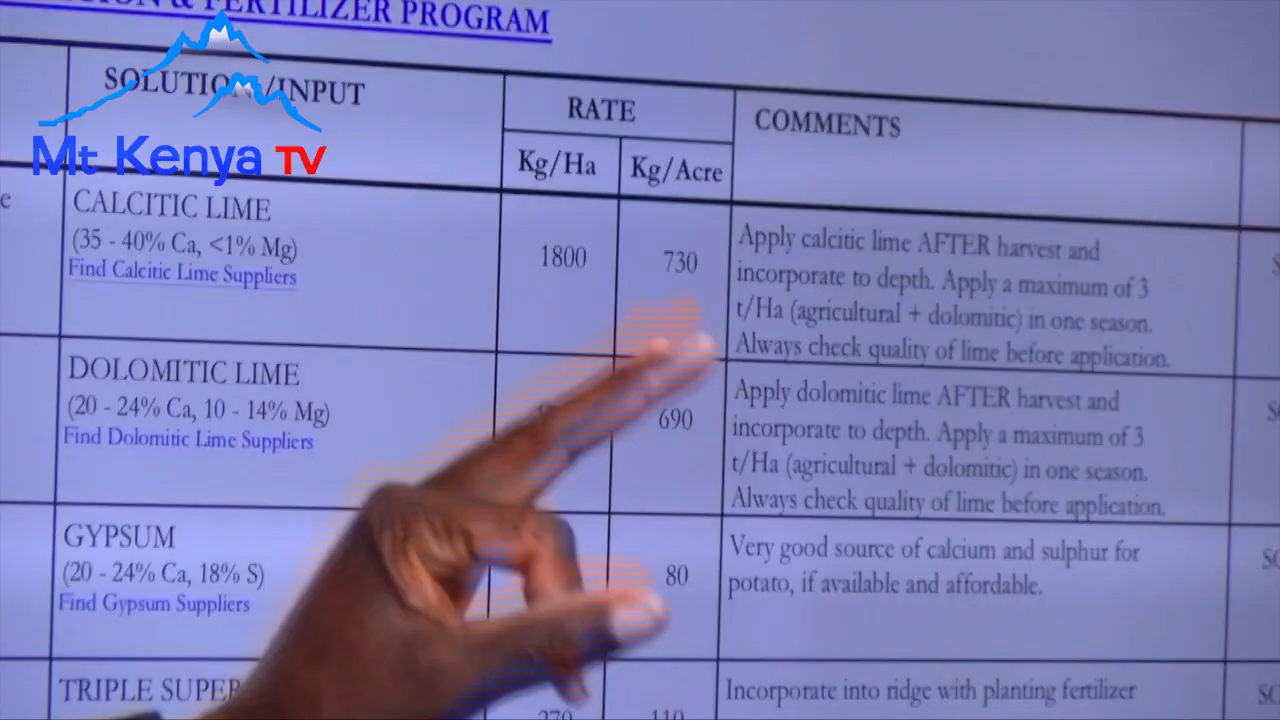 & FERTILIZER PROGRAM
SOLUTION/INPUT
RATE
COMMENTS
Kg/Ha
Kg/Acre
Mt Kenya TV
e
CALCITIC LIME
(35 - 40% Ca, <1% Mg)
Find Calcitic Lime Suppliers
1800
730
Apply calcitic lime AFTER harvest and
incorporate to depth. Apply a maximum of 3
t/Ha (agricultural + dolomitic) in one season.
Always check quality of lime before application.
DOLOMITIC LIME
(20 - 24% Ca, 10 - 14% Mg)
Find Dolomitic Lime Suppliers
690
Apply dolomitic lime AFTER harvest and
incorporate to depth. Apply a maximum of 3
t/Ha (agricultural + dolomitic) in one season.
Always check quality of lime before application.
GYPSUM
(20 - 24% Ca, 18% S)
Find Gypsum Suppliers
80
Very good source of calcium and sulphur for
potato, if available and affordable.
TRIPLE SUPER
270
110
Incorporate into ridge with planting fertilizer